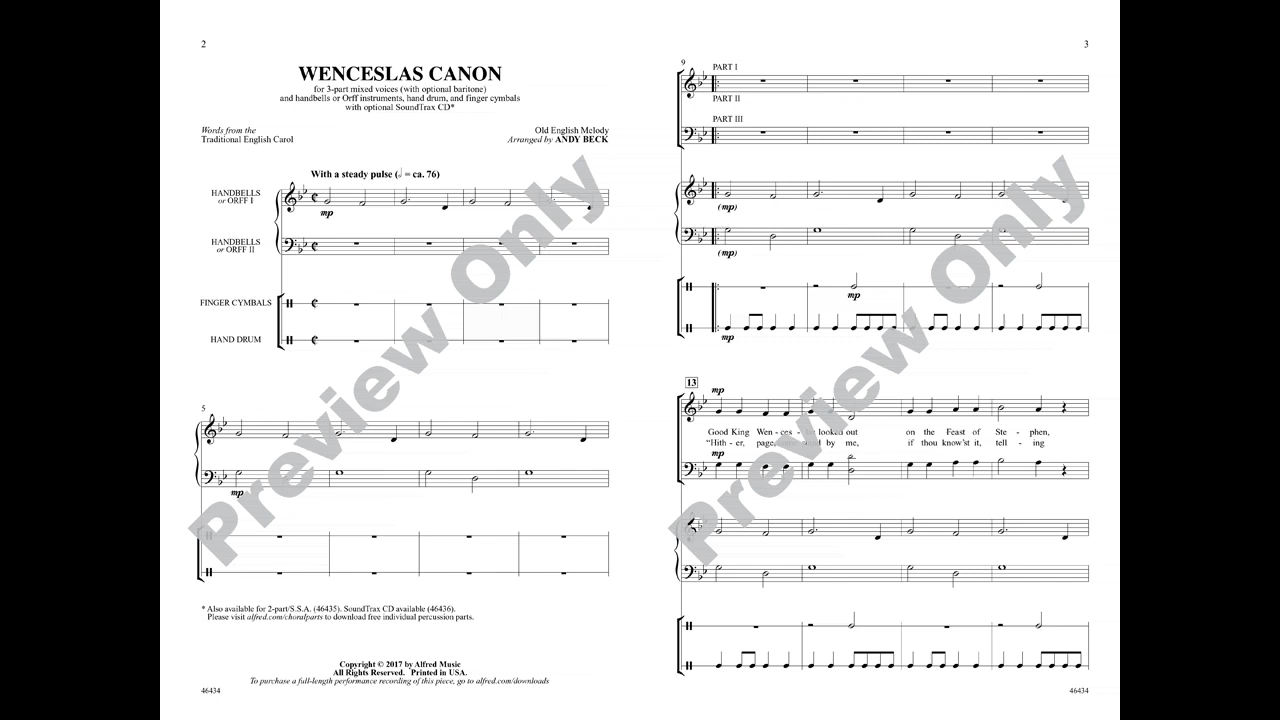 2
WENCESLAS CANON
for 3-part mixed voices (with optional baritone)
and handbells or Orff instruments, hand drum, and finger cymbals
with optional SoundTrax CD*
Words from the
Traditional English Carol
Old English Melody
Arranged by ANDY BECK
With a steady pulse (𝅗𝅥 = ca. 76)
HANDBELLS
or ORFF I
mp
HANDBELLS
or ORFF II
FINGER CYMBALS
HAND DRUM
5
mp
* Also available for 2-part/S.S.A. (46435). SoundTrax CD available (46436).
Please visit alfred.com/choralparts to download free individual percussion parts.
Copyright © 2017 by Alfred Music
All Rights Reserved. Printed in USA.
To purchase a full-length performance recording of this piece, go to alfred.com/downloads
46434
Preview Only
3
9
PART I
PART II
PART III
(mp)
(mp)
mp
mp
13
mp
Good King Wen - ces - looked out on the Feast of Ste - phen,
"Hith - er, page, by me, if thou know'st it, tell - ing
mp
46434
Preview Only